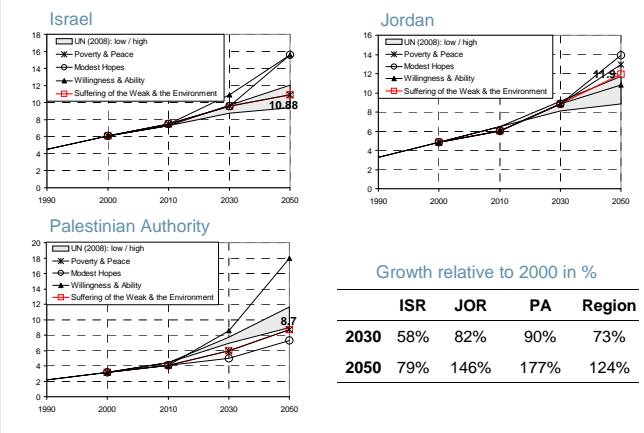 Israel
18
16
14
12
10
8
6
4
2
0
UN (2008): low / high
Poverty & Peace
Modest Hopes
Willingness & Ability
Suffering of the Weak & the Environment
10.88
1990 2000 2010 2030 2050
Jordan
16
14
12
10
8
6
4
2
0
UN (2008): low / high
Poverty & Peace
Modest Hopes
Willingness & Ability
Suffering of the Weak & the Environment
11.9
1990 2000 2010 2030 2050
Palestinian Authority
20
18
16
14
12
10
8
6
4
2
0
UN (2008): low / high
Poverty & Peace
Modest Hopes
Willingness & Ability
Suffering of the Weak & the Environment
8.7
1990 2000 2010 2030 2050
Growth relative to 2000 in %
ISR JOR PA Region
2030 58% 82% 90% 73%
2050 79% 146% 177% 124%